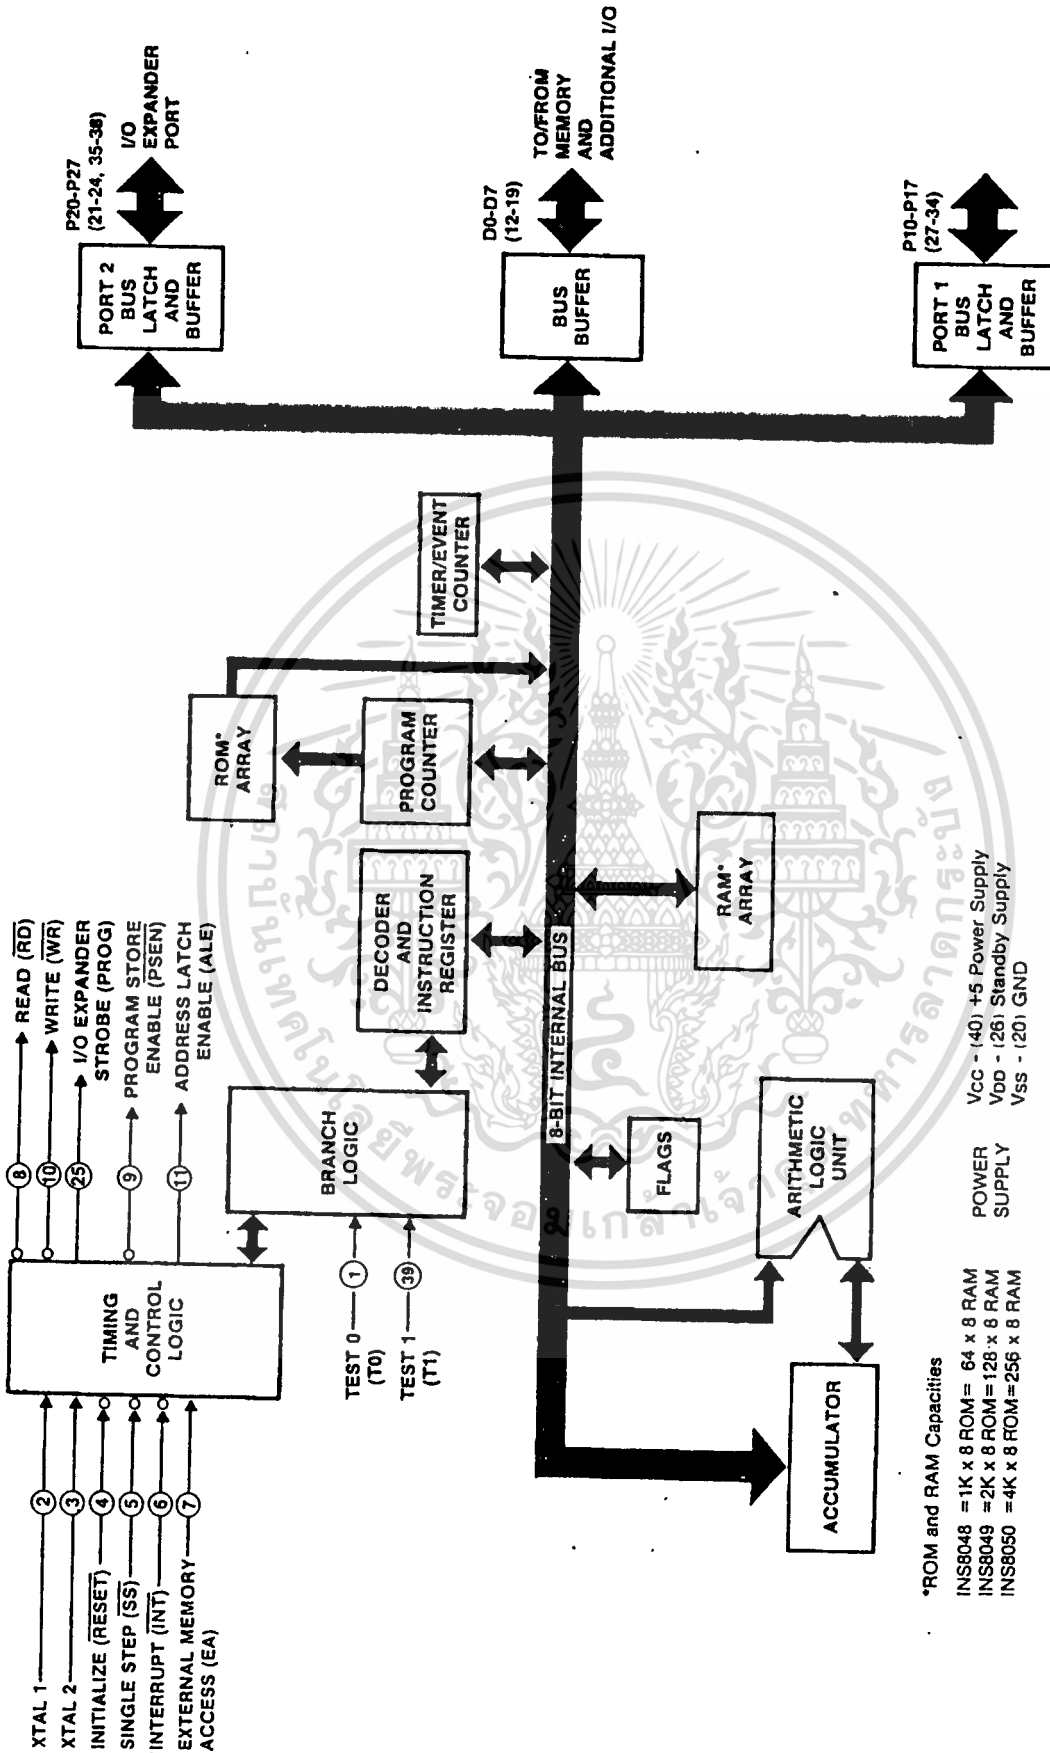 XTAL 1
XTAL 2
INITIALIZE (RESET)
SINGLE STEP (SS)
INTERRUPT (INT)
EXTERNAL MEMORY
ACCESS (EA)
2
3
4
5
6
7
TIMING
AND
CONTROL
LOGIC
8
READ (RD)
10
WRITE (WR)
25
I/O EXPANDER
STROBE (PROG)
9
PROGRAM STORE
ENABLE (PSEN)
11
ADDRESS LATCH
ENABLE (ALE)
TEST 0
(T0)
1
TEST 1
(T1)
39
BRANCH
LOGIC
DECODER
AND
INSTRUCTION
REGISTER
ROM*
ARRAY
PROGRAM
COUNTER
TIMER/EVENT
COUNTER
PORT 2
BUS
LATCH
AND
BUFFER
P20-P27
(21-24, 35-38)
I/O
EXPANDER
PORT
8-BIT INTERNAL BUS
BUS
BUFFER
D0-D7
(12-19)
TO/FROM
MEMORY
AND
ADDITIONAL I/O
FLAGS
RAM*
ARRAY
PORT 1
BUS
LATCH
AND
BUFFER
P10-P17
(27-34)
ACCUMULATOR
ARITHMETIC
LOGIC
UNIT
*ROM and RAM Capacities
INS8048 =1K x 8 ROM= 64 x 8 RAM
INS8049 =2K x 8 ROM=128 x 8 RAM
INS8050 =4K x 8 ROM=256 x 8 RAM
POWER
SUPPLY
VCC - (40) +5 Power Supply
VDD - (26) Standby Supply
VSS - (20) GND